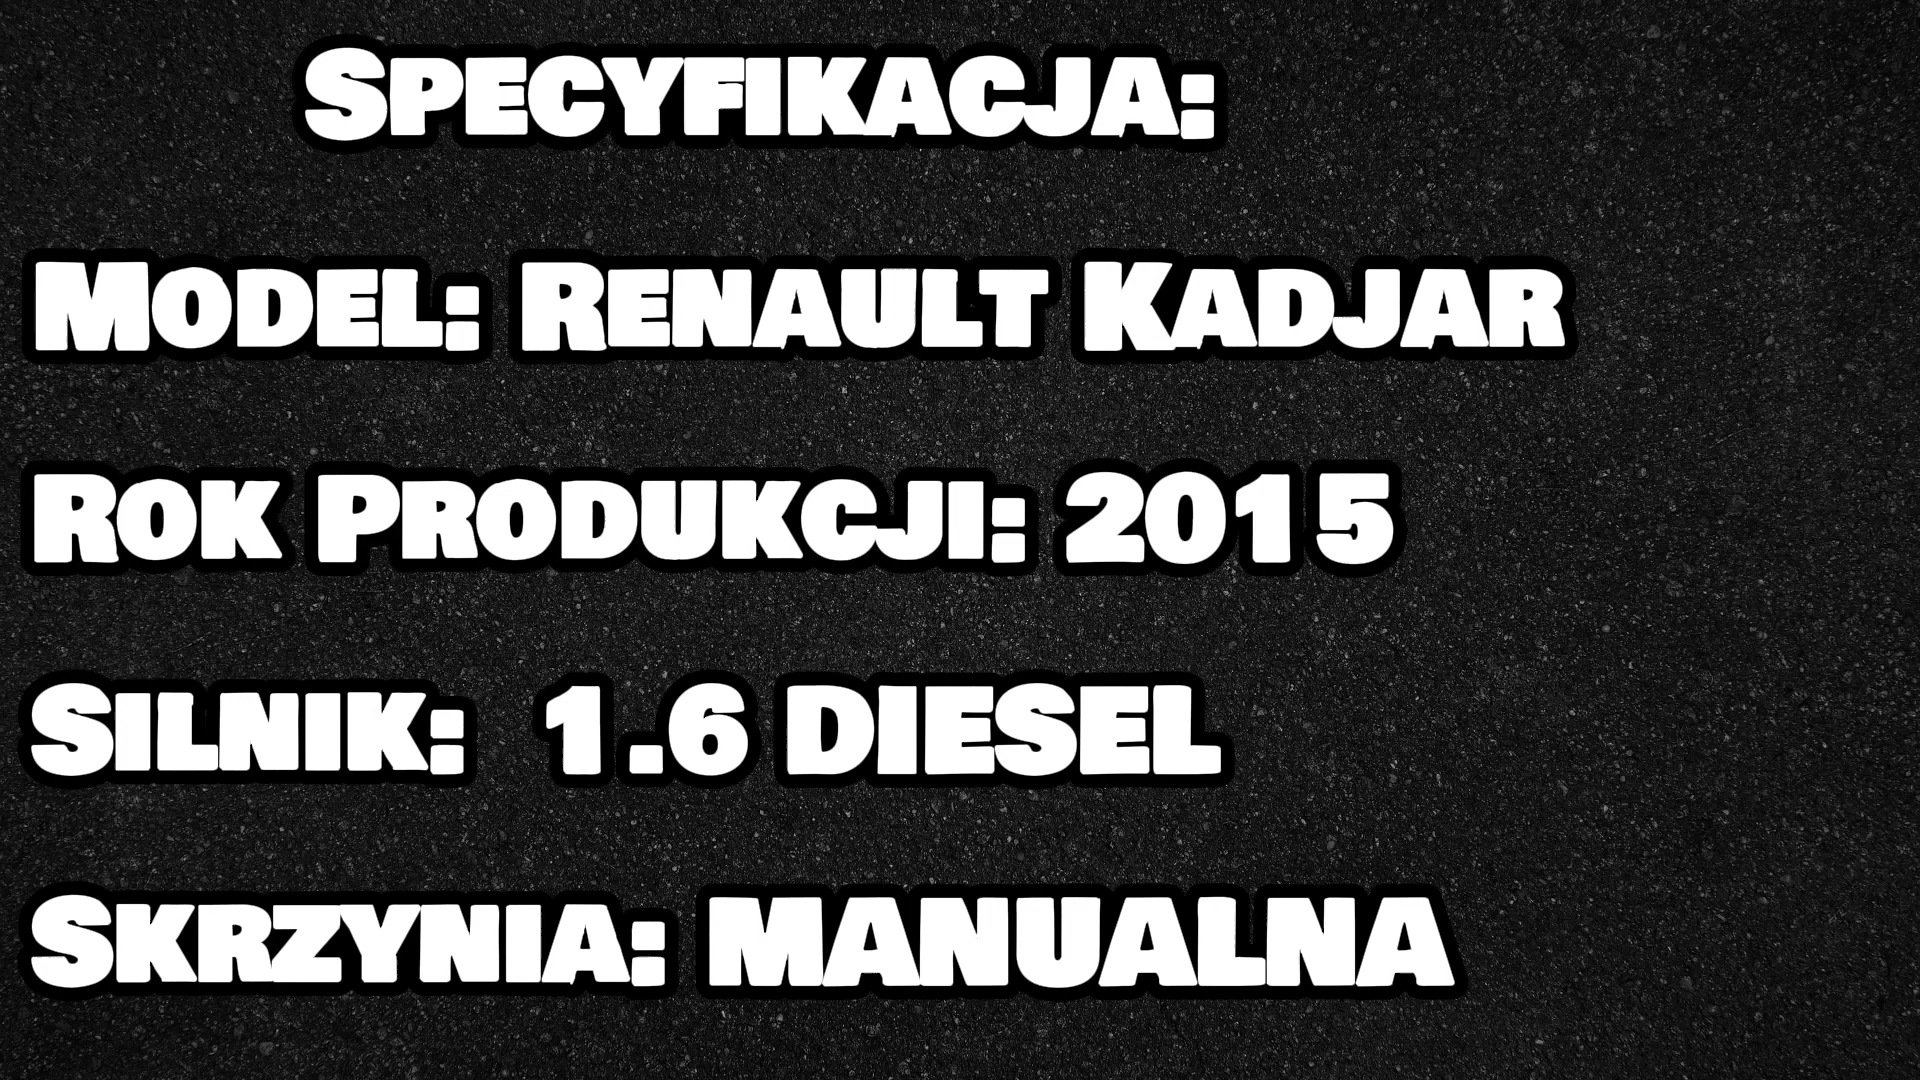 Specyfikacja:
Model: Renault Kadjar
Rok Produkcji: 2015
Silnik: 1.6 DIESEL
Skrzynia: MANUALNA